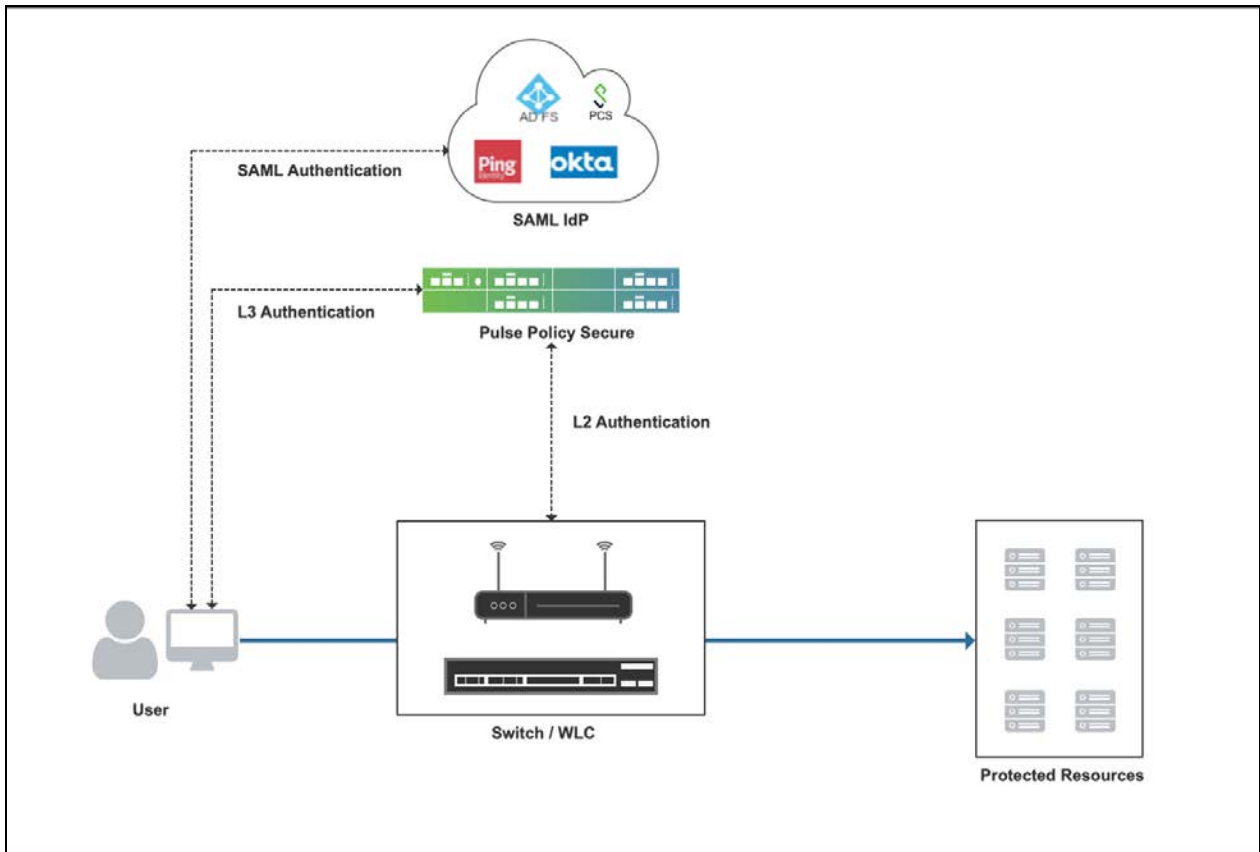 AD FS
PCS
Ping
Identity
okta
SAML Authentication
SAML IdP
L3 Authentication
Pulse Policy Secure
L2 Authentication
User
Switch / WLC
Protected Resources